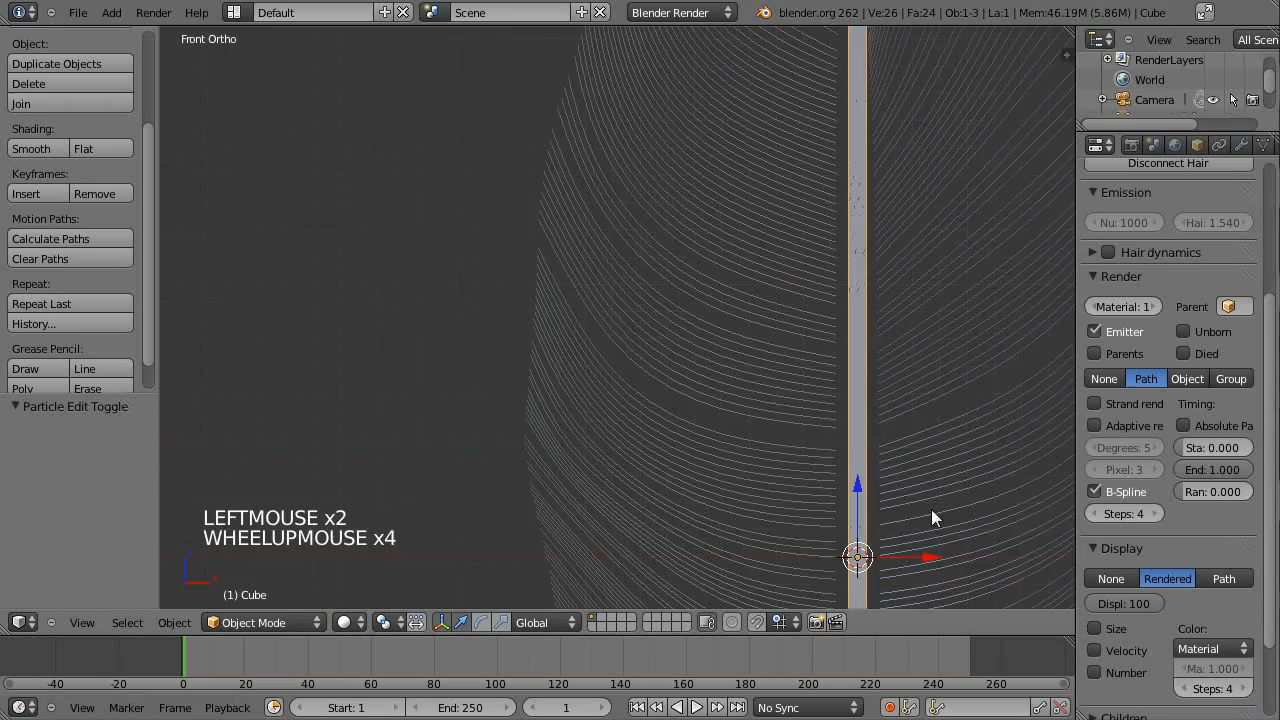 File Add Render Help Default Scene Blender Render blender.org 262 | Ve:26 | Fa:24 | Ob:1-3 | La:1 | Mem:46.19M (5.86M) | Cube
Object:
Duplicate Objects
Delete
Join
Shading:
Smooth Flat
Keyframes:
Insert Remove
Motion Paths:
Calculate Paths
Clear Paths
Repeat:
Repeat Last
History...
Grease Pencil:
Draw Line
Poly Erase
Particle Edit Toggle
Front Ortho
LEFTMOUSE x2
WHEELUPMOUSE x4
(1) Cube
View Search All Scen
RenderLayers
World
Camera
Disconnect Hair
Emission
Nu: 1000 Hai: 1.540
Hair dynamics
Render
Material: 1 Parent
Emitter Unborn
Parents Died
None Path Object Group
Strand rend Timing:
Adaptive re Absolute Pa
Degrees: 5 Sta: 0.000
Pixel: 3 End: 1.000
B-Spline Ran: 0.000
Steps: 4
Display
None Rendered Path
Displ: 100
Size Color:
Velocity Material
Number Ma: 1.000
Steps: 4
Children
View Select Object Object Mode Global
-40 -20 0 20 40 60 80 100 120 140 160 180 200 220 240 260
View Marker Frame Playback Start: 1 End: 250 1 No Sync